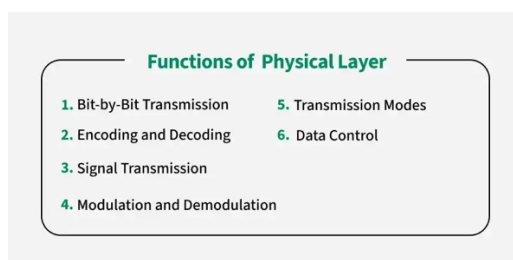 Functions of Physical Layer
1. Bit-by-Bit Transmission
2. Encoding and Decoding
3. Signal Transmission
4. Modulation and Demodulation
5. Transmission Modes
6. Data Control